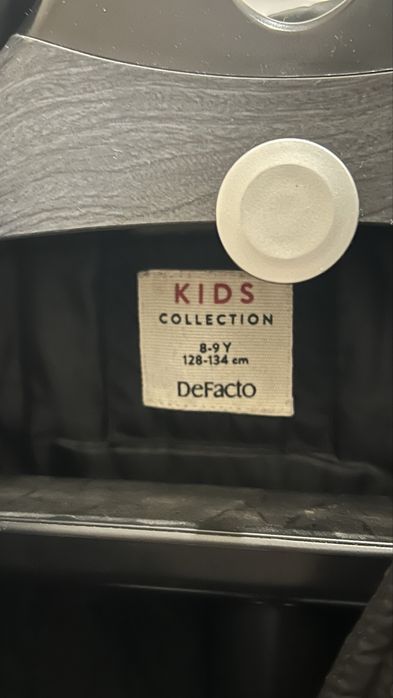 KIDS
COLLECTION
8-9 Y
128-134 cm
DeFacto